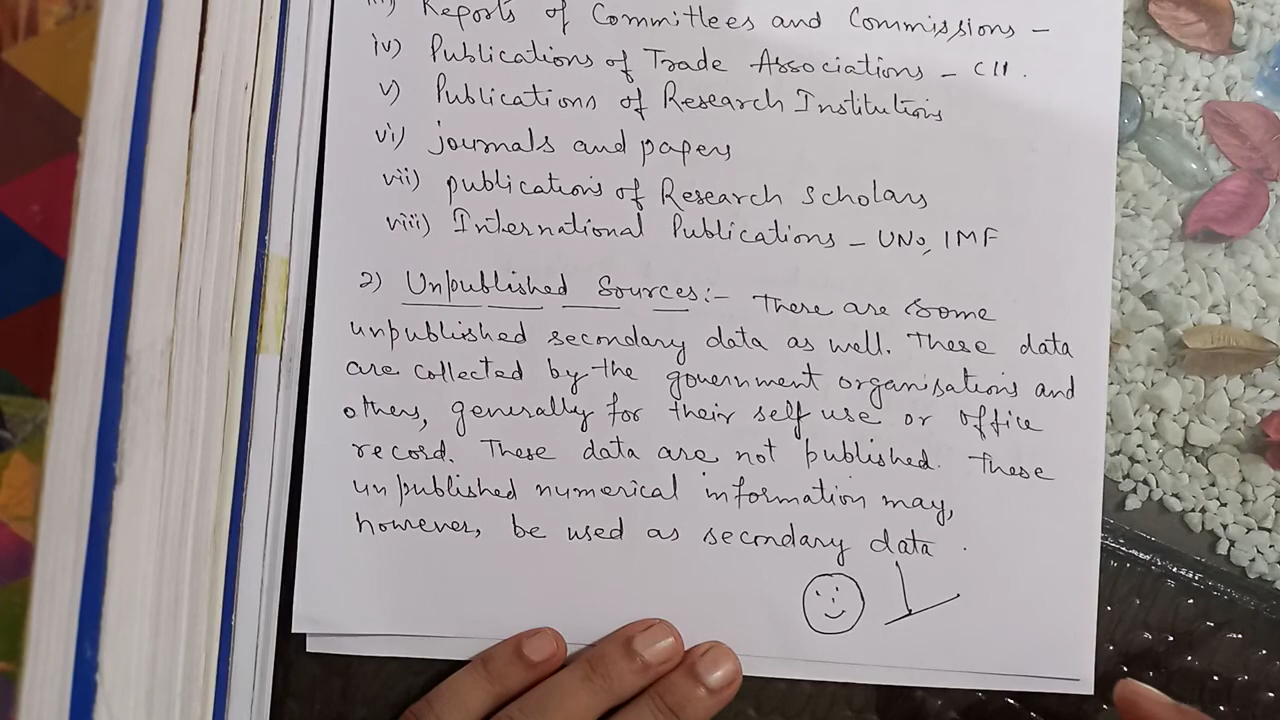 iii) Reports of Committees and Commissions -
iv) Publications of Trade Associations - CII.
v) Publications of Research Institutions
vi) journals and papers
vii) publications of Research Scholars
viii) International Publications - UNO, IMF
2) Unpublished Sources:- There are some
unpublished secondary data as well. These data
are collected by the government organisations and
others, generally for their self use or office
record. These data are not published. These
unpublished numerical information may,
however, be used as secondary data.